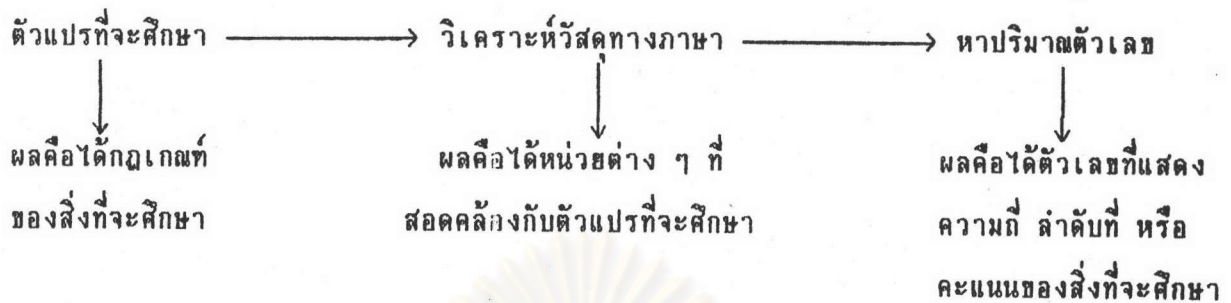 ตัวแปรที่จะศึกษา → วิเคราะห์วัสดุทางภาษา → หาปริมาณตัวเลข
ผลคือได้กฎเกณฑ์ ผลคือได้หน่วยต่าง ๆ ที่ ผลคือได้ตัวเลขที่แสดง
ของสิ่งที่จะศึกษา สอดคล้องกับตัวแปรที่จะศึกษา ความถี่ ลำดับที่ หรือ
คะแนนของสิ่งที่จะศึกษา